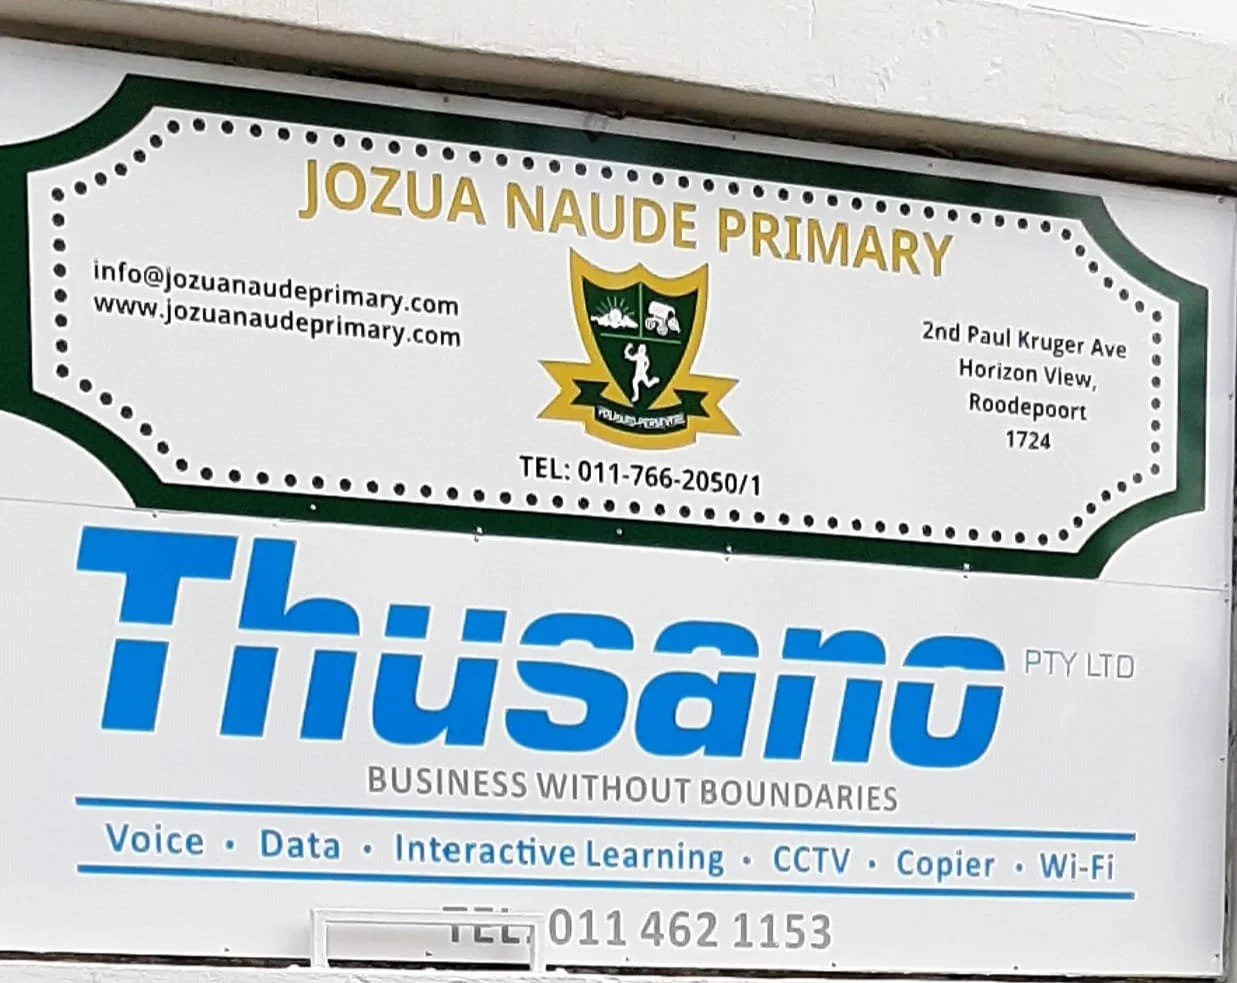 JOZUA NAUDE PRIMARY
info@jozuanaudeprimary.com
www.jozuanaudeprimary.com
2nd Paul Kruger Ave
Horizon View,
Roodepoort
1724
TEL: 011-766-2050/1
Thusano PTY LTD
BUSINESS WITHOUT BOUNDARIES
Voice • Data • Interactive Learning • CCTV • Copier • Wi-Fi
TEL: 011 462 1153